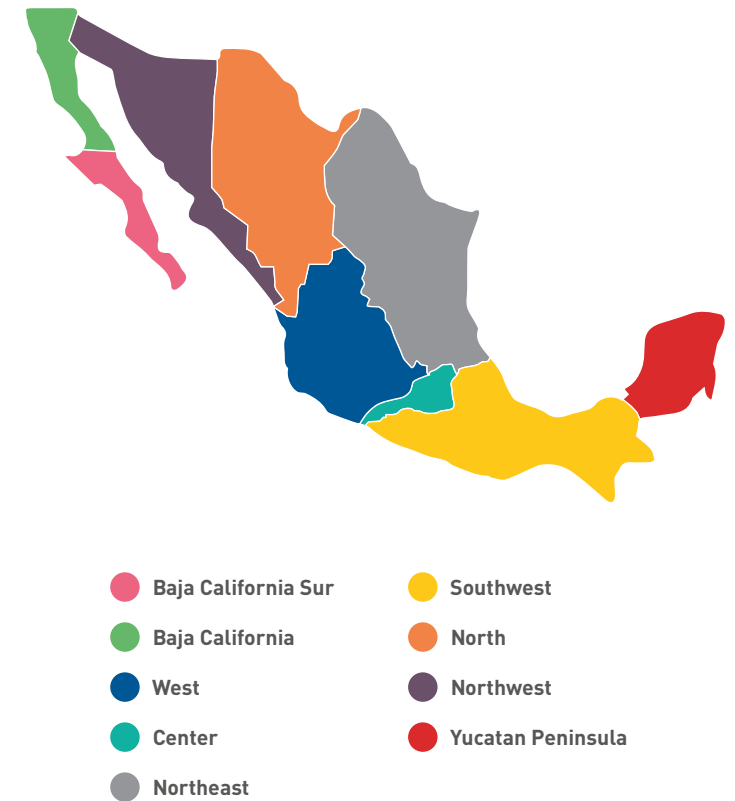 Baja California Sur
Baja California
West
Center
Northeast
Southwest
North
Northwest
Yucatan Peninsula